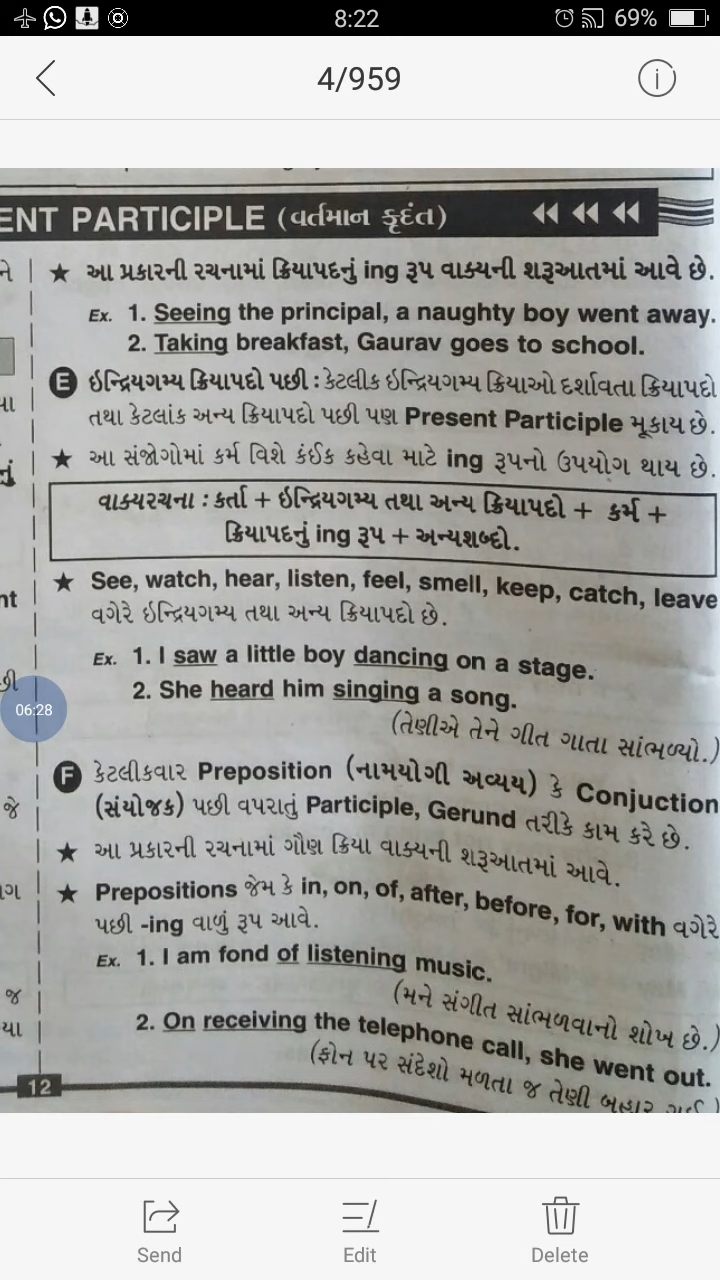 8:22
69%
4/959
ENT PARTICIPLE (વર્તમાન કૃદંત)
★ આ પ્રકારની રચનામાં ક્રિયાપદનું ing રૂપ વાક્યની શરૂઆતમાં આવે છે.
Ex. 1. Seeing the principal, a naughty boy went away.
2. Taking breakfast, Gaurav goes to school.
E ઇન્દ્રિયગમ્ય ક્રિયાપદો પછી : કેટલીક ઇન્દ્રિયગમ્ય ક્રિયાઓ દર્શાવતા ક્રિયાપદો
તથા કેટલાંક અન્ય ક્રિયાપદો પછી પણ Present Participle મૂકાય છે.
★ આ સંજોગોમાં કર્મ વિશે કંઈક કહેવા માટે ing રૂપનો ઉપયોગ થાય છે.
વાક્યરચના : કર્તા + ઇન્દ્રિયગમ્ય તથા અન્ય ક્રિયાપદો + કર્મ +
ક્રિયાપદનું ing રૂપ + અન્યશબ્દો.
★ See, watch, hear, listen, feel, smell, keep, catch, leave
વગેરે ઇન્દ્રિયગમ્ય તથા અન્ય ક્રિયાપદો છે.
Ex. 1. I saw a little boy dancing on a stage.
2. She heard him singing a song.
(તેણીએ તેને ગીત ગાતા સાંભળ્યો.)
06:28
F કેટલીકવાર Preposition (નામયોગી અવ્યય) કે Conjuction
(સંયોજક) પછી વપરાતું Participle, Gerund તરીકે કામ કરે છે.
★ આ પ્રકારની રચનામાં ગૌણ ક્રિયા વાક્યની શરૂઆતમાં આવે.
★ Prepositions જેમ કે in, on, of, after, before, for, with વગેરે
પછી -ing વાળું રૂપ આવે.
Ex. 1. I am fond of listening music.
(મને સંગીત સાંભળવાનો શોખ છે.)
2. On receiving the telephone call, she went out.
(ફોન પર સંદેશો મળતા જ તેણી બહાર
12
Send Edit Delete